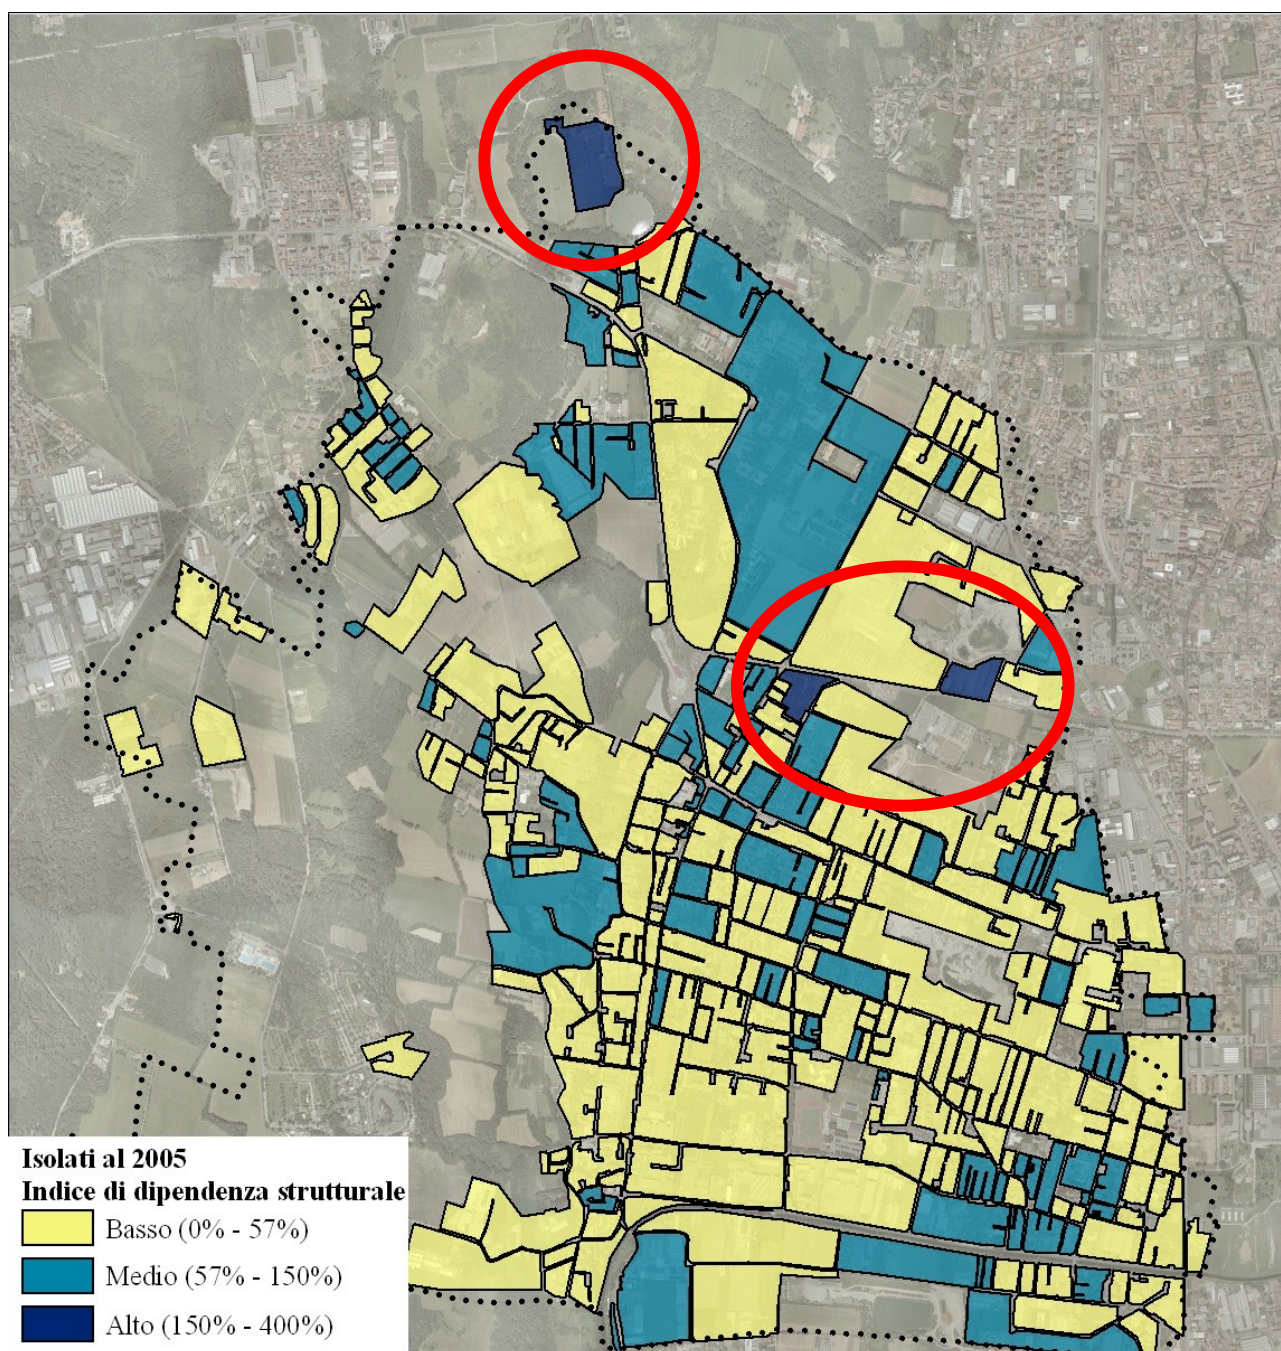 Isolati al 2005
Indice di dipendenza strutturale
Basso (0% - 57%)
Medio (57% - 150%)
Alto (150% - 400%)